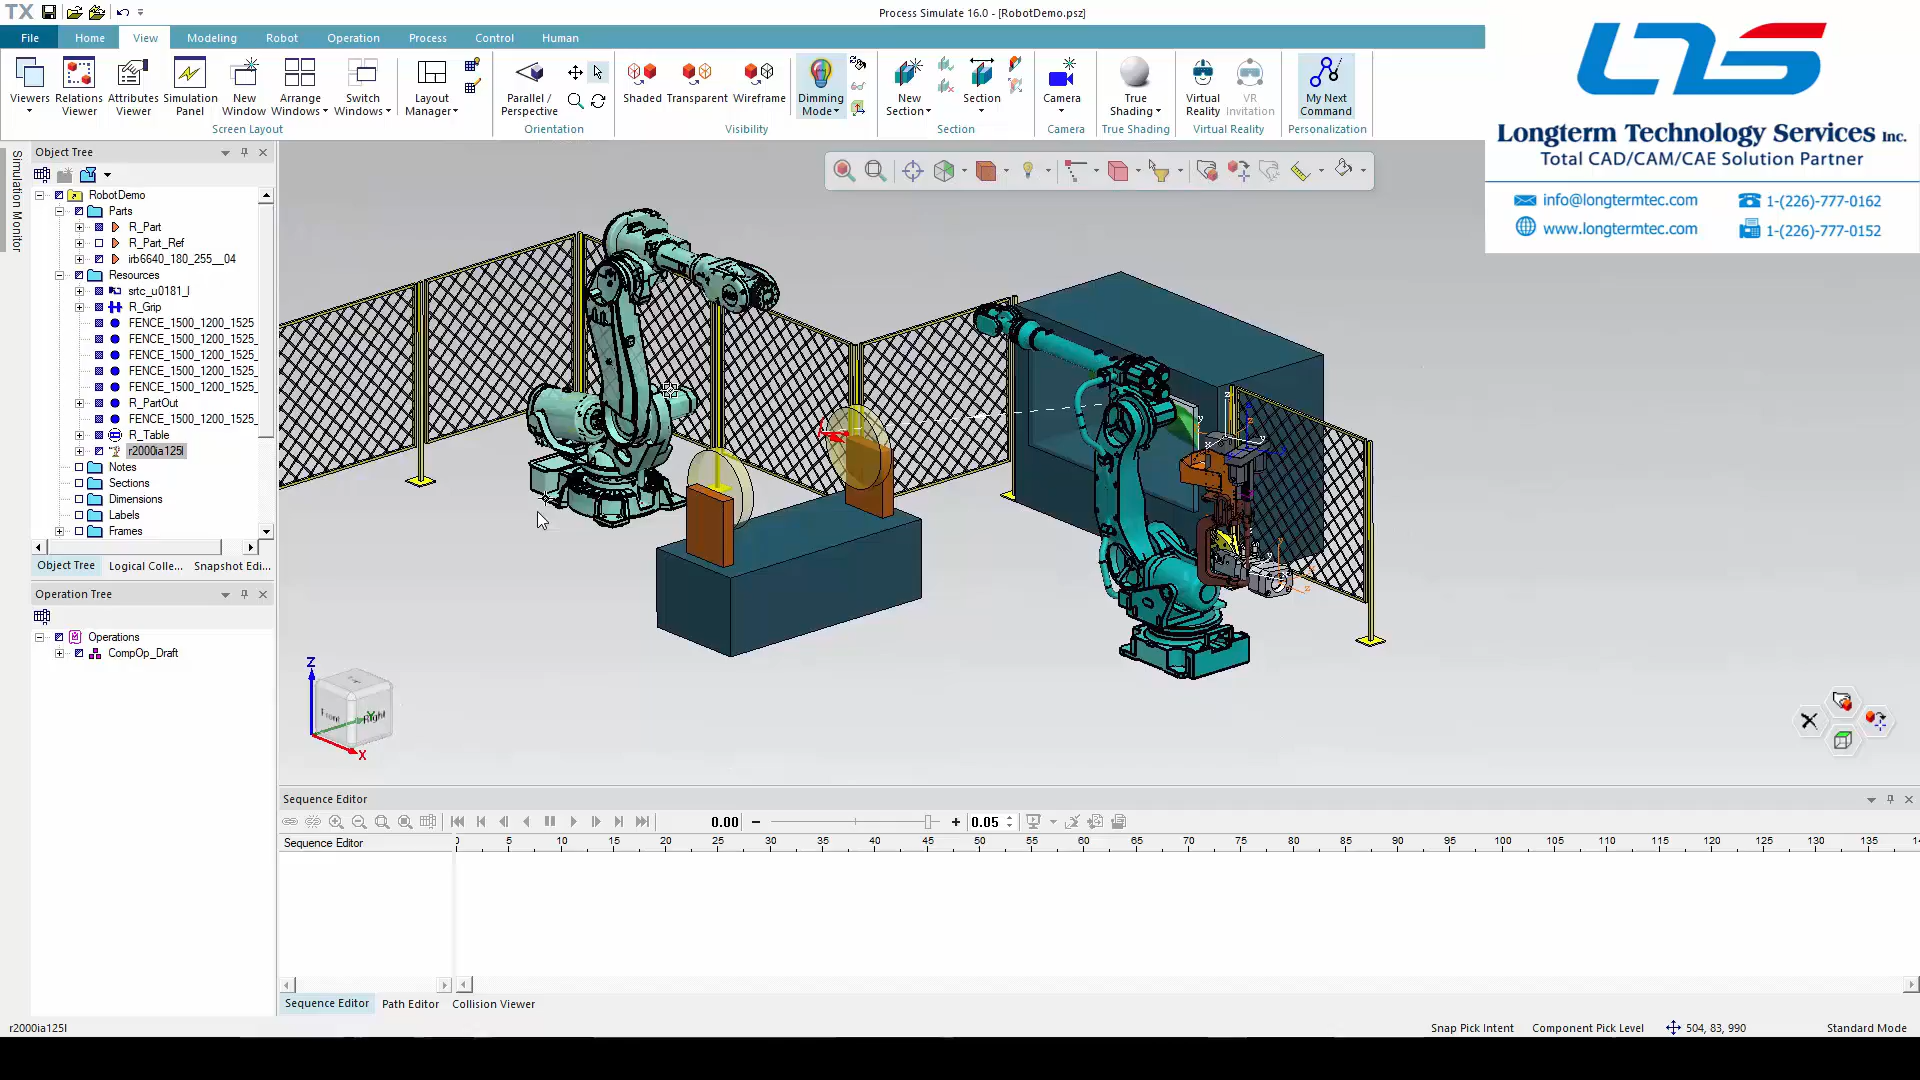 TX
Process Simulate 16.0 - [RobotDemo.psz]
File Home View Modeling Robot Operation Process Control Human
Viewers
Relations Viewer
Attributes Viewer
Simulation Panel
New Window
Arrange Windows
Switch Windows
Layout Manager
Parallel / Perspective
Shaded
Transparent
Wireframe
Dimming Mode
New Section
Section
Camera
True Shading
Virtual Reality
VR Invitation
My Next Command
Screen Layout
Orientation
Visibility
Section
Camera
True Shading
Virtual Reality
Personalization
LTS
Longterm Technology Services Inc.
Total CAD/CAM/CAE Solution Partner
info@longtermtec.com
1-(226)-777-0162
www.longtermtec.com
1-(226)-777-0152
Simulation Monitor
Object Tree
RobotDemo
Parts
R_Part
R_Part_Ref
irb6640_180_255__04
Resources
srtc_u0181_l
R_Grip
FENCE_1500_1200_1525
FENCE_1500_1200_1525_
FENCE_1500_1200_1525_
FENCE_1500_1200_1525_
FENCE_1500_1200_1525_
R_PartOut
FENCE_1500_1200_1525_
R_Table
r2000ia125l
Notes
Sections
Dimensions
Labels
Frames
Object Tree Logical Colle... Snapshot Edi...
Operation Tree
Operations
CompOp_Draft
Z
Front
Right
X
Sequence Editor
0.00
0.05
Sequence Editor
0 5 10 15 20 25 30 35 40 45 50 55 60 65 70 75 80 85 90 95 100 105 110 115 120 125 130 135
Sequence Editor Path Editor Collision Viewer
r2000ia125l
Snap Pick Intent Component Pick Level 504, 83, 990 Standard Mode